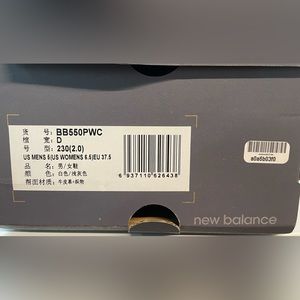 货 号: BB550PWC
楦 宽: D
号 型: 230(2.0)
US MENS 5/US WOMENS 6.5/EU 37.5
品 名: 男/女鞋
颜 色: 白色/浅灰色
帮面材质: 牛皮革+织物
6 937110 626438
a0a6b03f0
new balance